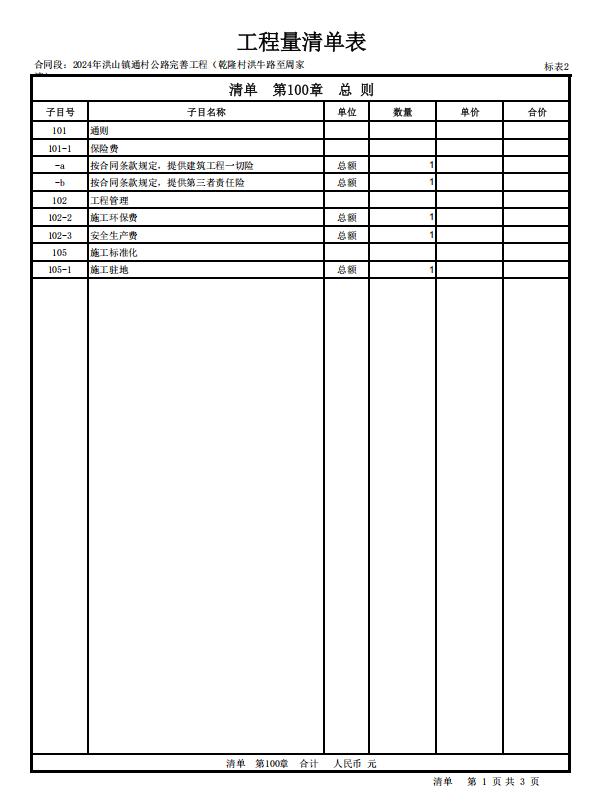 工程量清单表
合同段：2024年洪山镇通村公路完善工程（乾隆村洪牛路至周家 标表2
清单 第100章 总 则
子目号 子目名称 单位 数量 单价 合价
101 通则
101-1 保险费
-a 按合同条款规定，提供建筑工程一切险 总额 1
-b 按合同条款规定，提供第三者责任险 总额 1
102 工程管理
102-2 施工环保费 总额 1
102-3 安全生产费 总额 1
105 施工标准化
105-1 施工驻地 总额 1
清单 第100章 合计 人民币 元
清单 第 1 页 共 3 页